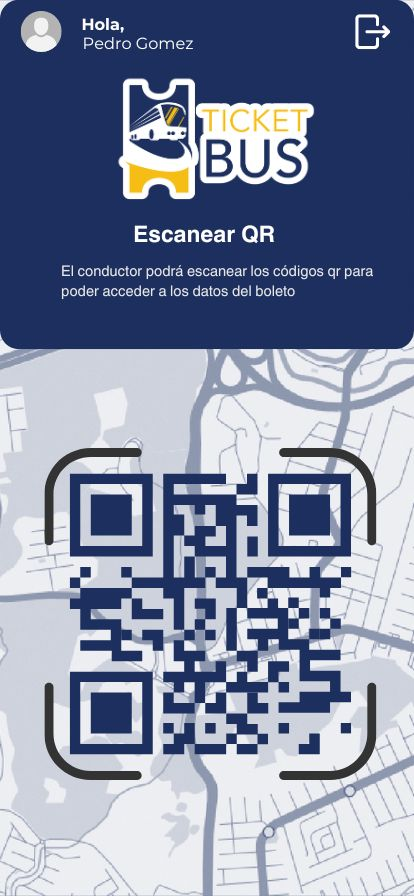 Hola,
Pedro Gomez
TICKET
BUS
Escanear QR
El conductor podrá escanear los códigos qr para
poder acceder a los datos del boleto